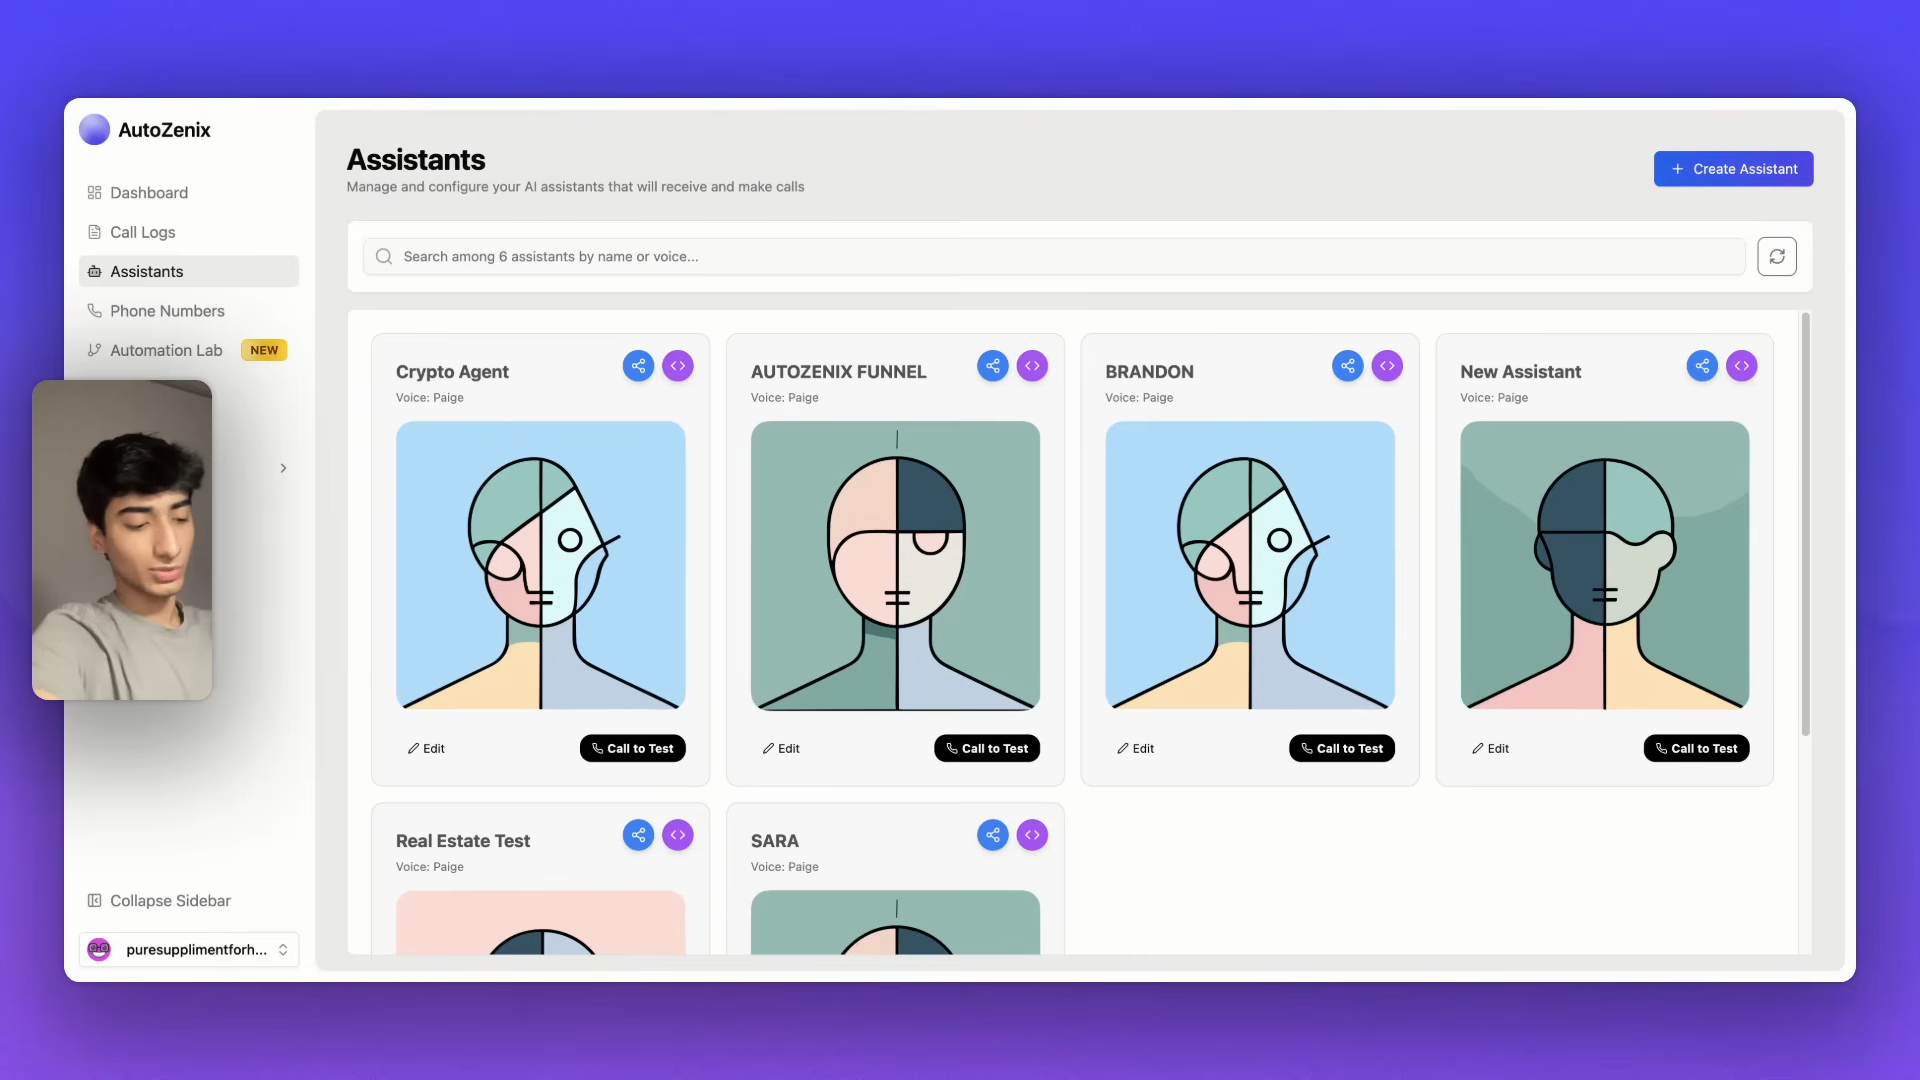 AutoZenix
Dashboard
Call Logs
Assistants
Phone Numbers
Automation Lab NEW
Collapse Sidebar
puresupplimentforh...
Assistants
Manage and configure your AI assistants that will receive and make calls
+ Create Assistant
Search among 6 assistants by name or voice...
Crypto Agent
Voice: Paige
Edit
Call to Test
AUTOZENIX FUNNEL
Voice: Paige
Edit
Call to Test
BRANDON
Voice: Paige
Edit
Call to Test
New Assistant
Voice: Paige
Edit
Call to Test
Real Estate Test
Voice: Paige
SARA
Voice: Paige